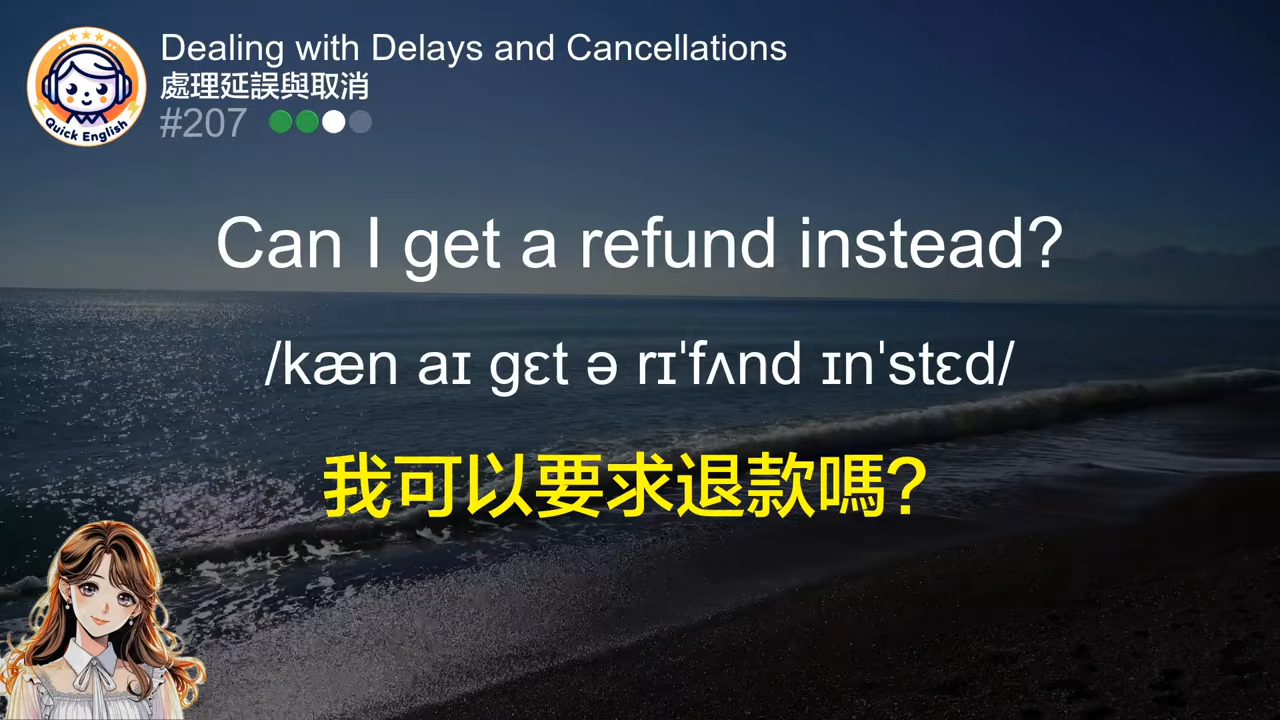 Dealing with Delays and Cancellations
處理延誤與取消
#207
Quick English
Can I get a refund instead?
/kæn aɪ gɛt ə rɪˈfʌnd ɪnˈstɛd/
我可以要求退款嗎?